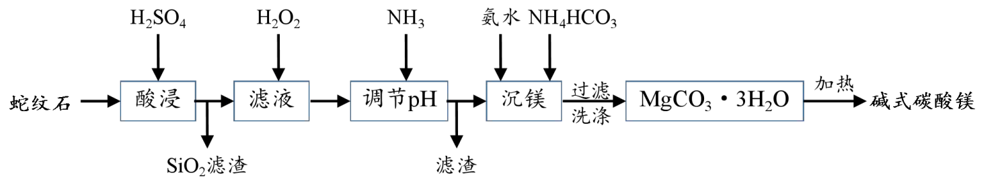 H₂SO₄ H₂O₂ NH₃ 氨水 NH₄HCO₃
蛇纹石 酸浸 滤液 调节pH 沉镁 过滤 洗涤 MgCO₃·3H₂O 加热 碱式碳酸镁
SiO₂滤渣 滤渣